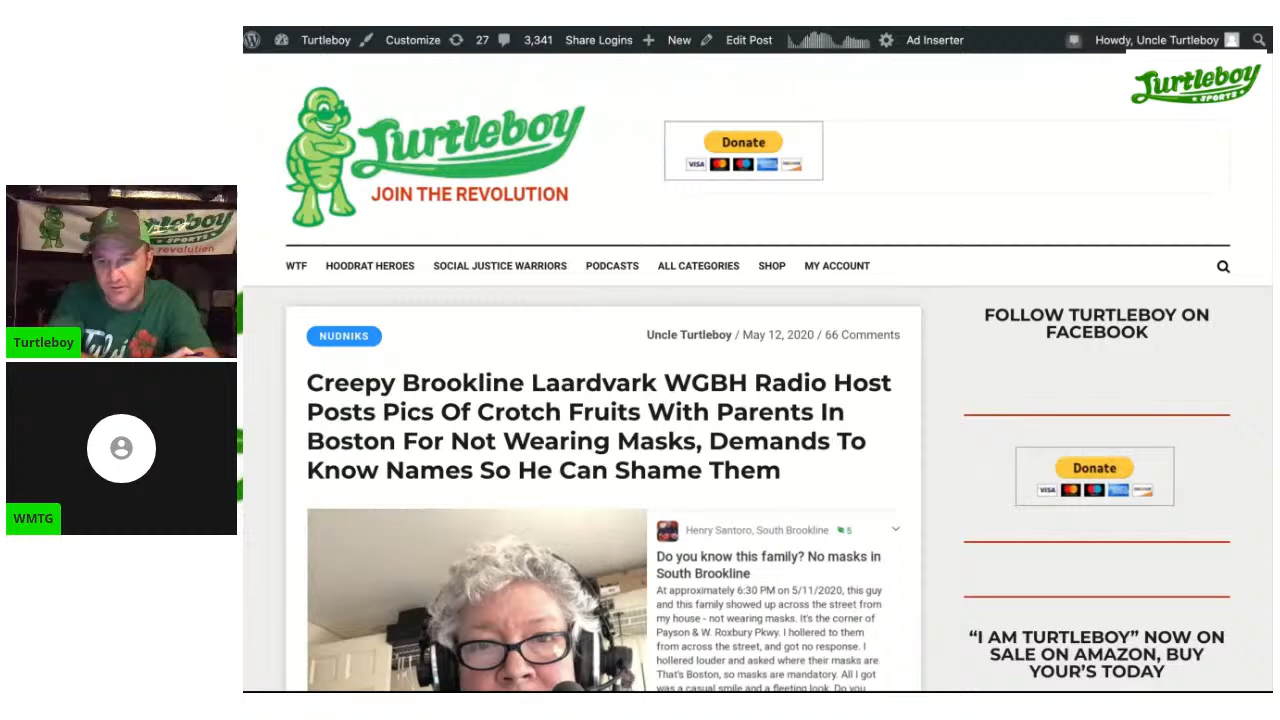 Turtleboy
Customize
27
3,341
Share Logins
New
Edit Post
Ad Inserter
Howdy, Uncle Turtleboy
Turtleboy
SPORTS
Turtleboy
JOIN THE REVOLUTION
Donate
VISA
WTF
HOODRAT HEROES
SOCIAL JUSTICE WARRIORS
PODCASTS
ALL CATEGORIES
SHOP
MY ACCOUNT
turtleboy
SPORTS
revolution
Turtleboy
WMTG
NUDNIKS
Uncle Turtleboy / May 12, 2020 / 66 Comments
Creepy Brookline Laardvark WGBH Radio Host
Posts Pics Of Crotch Fruits With Parents In
Boston For Not Wearing Masks, Demands To
Know Names So He Can Shame Them
Henry Santoro, South Brookline 5
Do you know this family? No masks in
South Brookline
At approximately 6:30 PM on 5/11/2020, this guy
and this family showed up across the street from
my house - not wearing masks. It's the corner of
Payson & W. Roxbury Pkwy. I hollered to them
from across the street, and got no response. I
hollered louder and asked where their masks are.
That's Boston, so masks are mandatory. All I got
was a casual smile and a fleeting look. Do you
FOLLOW TURTLEBOY ON
FACEBOOK
Donate
VISA
"I AM TURTLEBOY" NOW ON
SALE ON AMAZON, BUY
YOUR'S TODAY